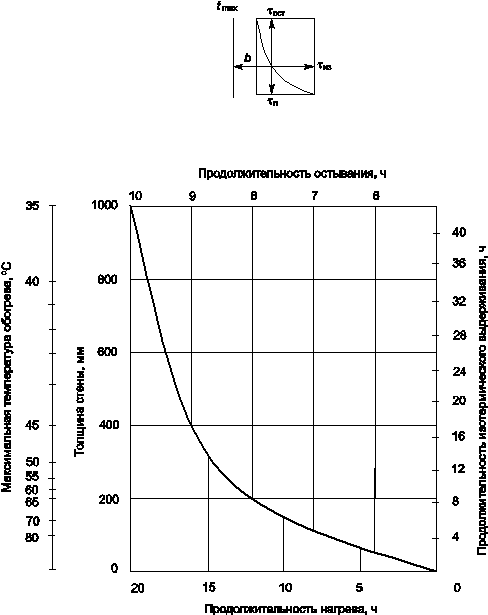 t max
τост
b
τиз
τп
Продолжительность остывания, ч
10 9 8 7 6
Максимальная температура обогрева, °С
35
40
45
50
55
60
65
70
80
Толщина стены, мм
1000
800
600
400
200
0
40
36
32
28
24
20
16
12
8
4
0
Продолжительность изотермического выдерживания, ч
20 15 10 5
Продолжительность нагрева, ч